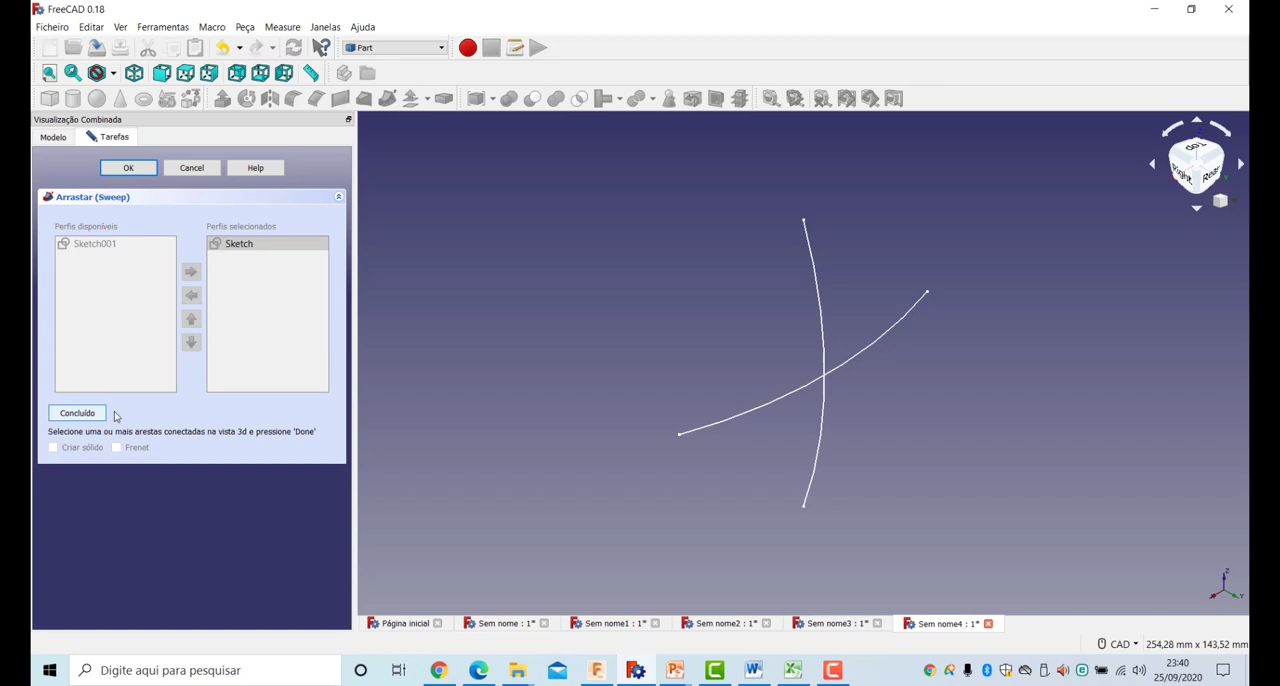 FreeCAD 0.18
Ficheiro Editar Ver Ferramentas Macro Peça Measure Janelas Ajuda
Part
Visualização Combinada
Modelo Tarefas
OK Cancel Help
Arrastar (Sweep)
Perfis disponíveis Perfis selecionados
Sketch001 Sketch
Concluído
Selecione uma ou mais arestas conectadas na vista 3d e pressione 'Done'
Criar sólido Frenet
Top
Right Rear
Z
Y
Página inicial Sem nome : 1* Sem nome1 : 1* Sem nome2 : 1* Sem nome3 : 1* Sem nome4 : 1*
CAD 254,28 mm x 143,52 mm
Digite aqui para pesquisar
23:40
25/09/2020